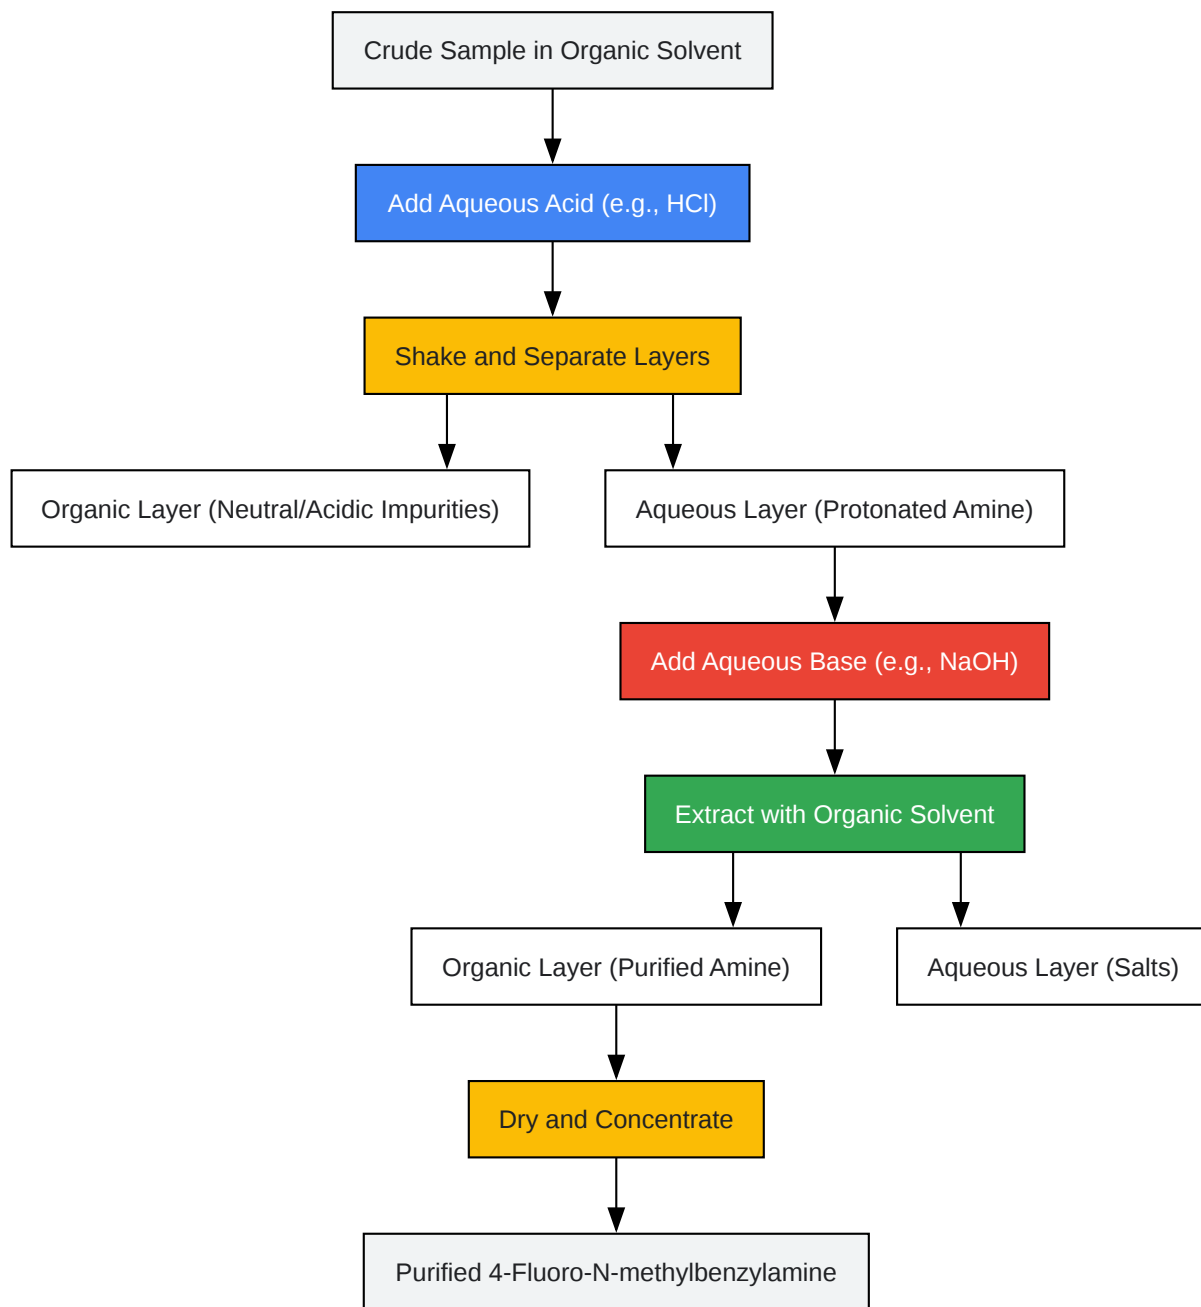 Crude Sample in Organic Solvent
Add Aqueous Acid (e.g., HCl)
Shake and Separate Layers
Organic Layer (Neutral/Acidic Impurities)
Aqueous Layer (Protonated Amine)
Add Aqueous Base (e.g., NaOH)
Extract with Organic Solvent
Organic Layer (Purified Amine)
Aqueous Layer (Salts)
Dry and Concentrate
Purified 4-Fluoro-N-methylbenzylamine